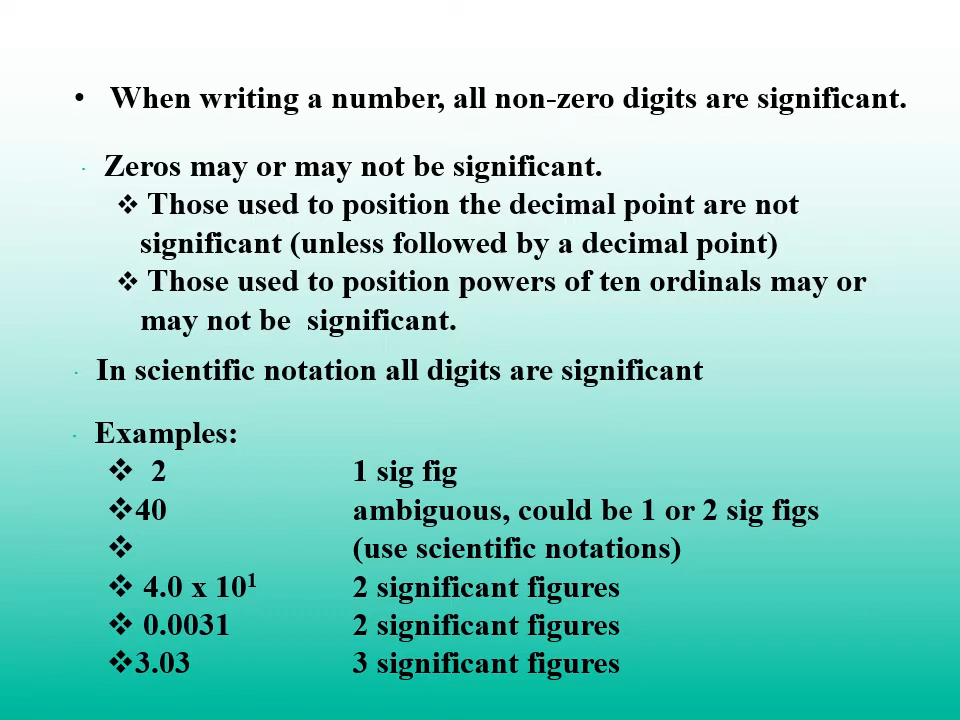 • When writing a number, all non-zero digits are significant.
· Zeros may or may not be significant.
❖ Those used to position the decimal point are not
significant (unless followed by a decimal point)
❖ Those used to position powers of ten ordinals may or
may not be  significant.
· In scientific notation all digits are significant
· Examples:
❖ 2 1 sig fig
❖40 ambiguous, could be 1 or 2 sig figs
❖ (use scientific notations)
❖ 4.0 x 10¹ 2 significant figures
❖ 0.0031 2 significant figures
❖3.03 3 significant figures